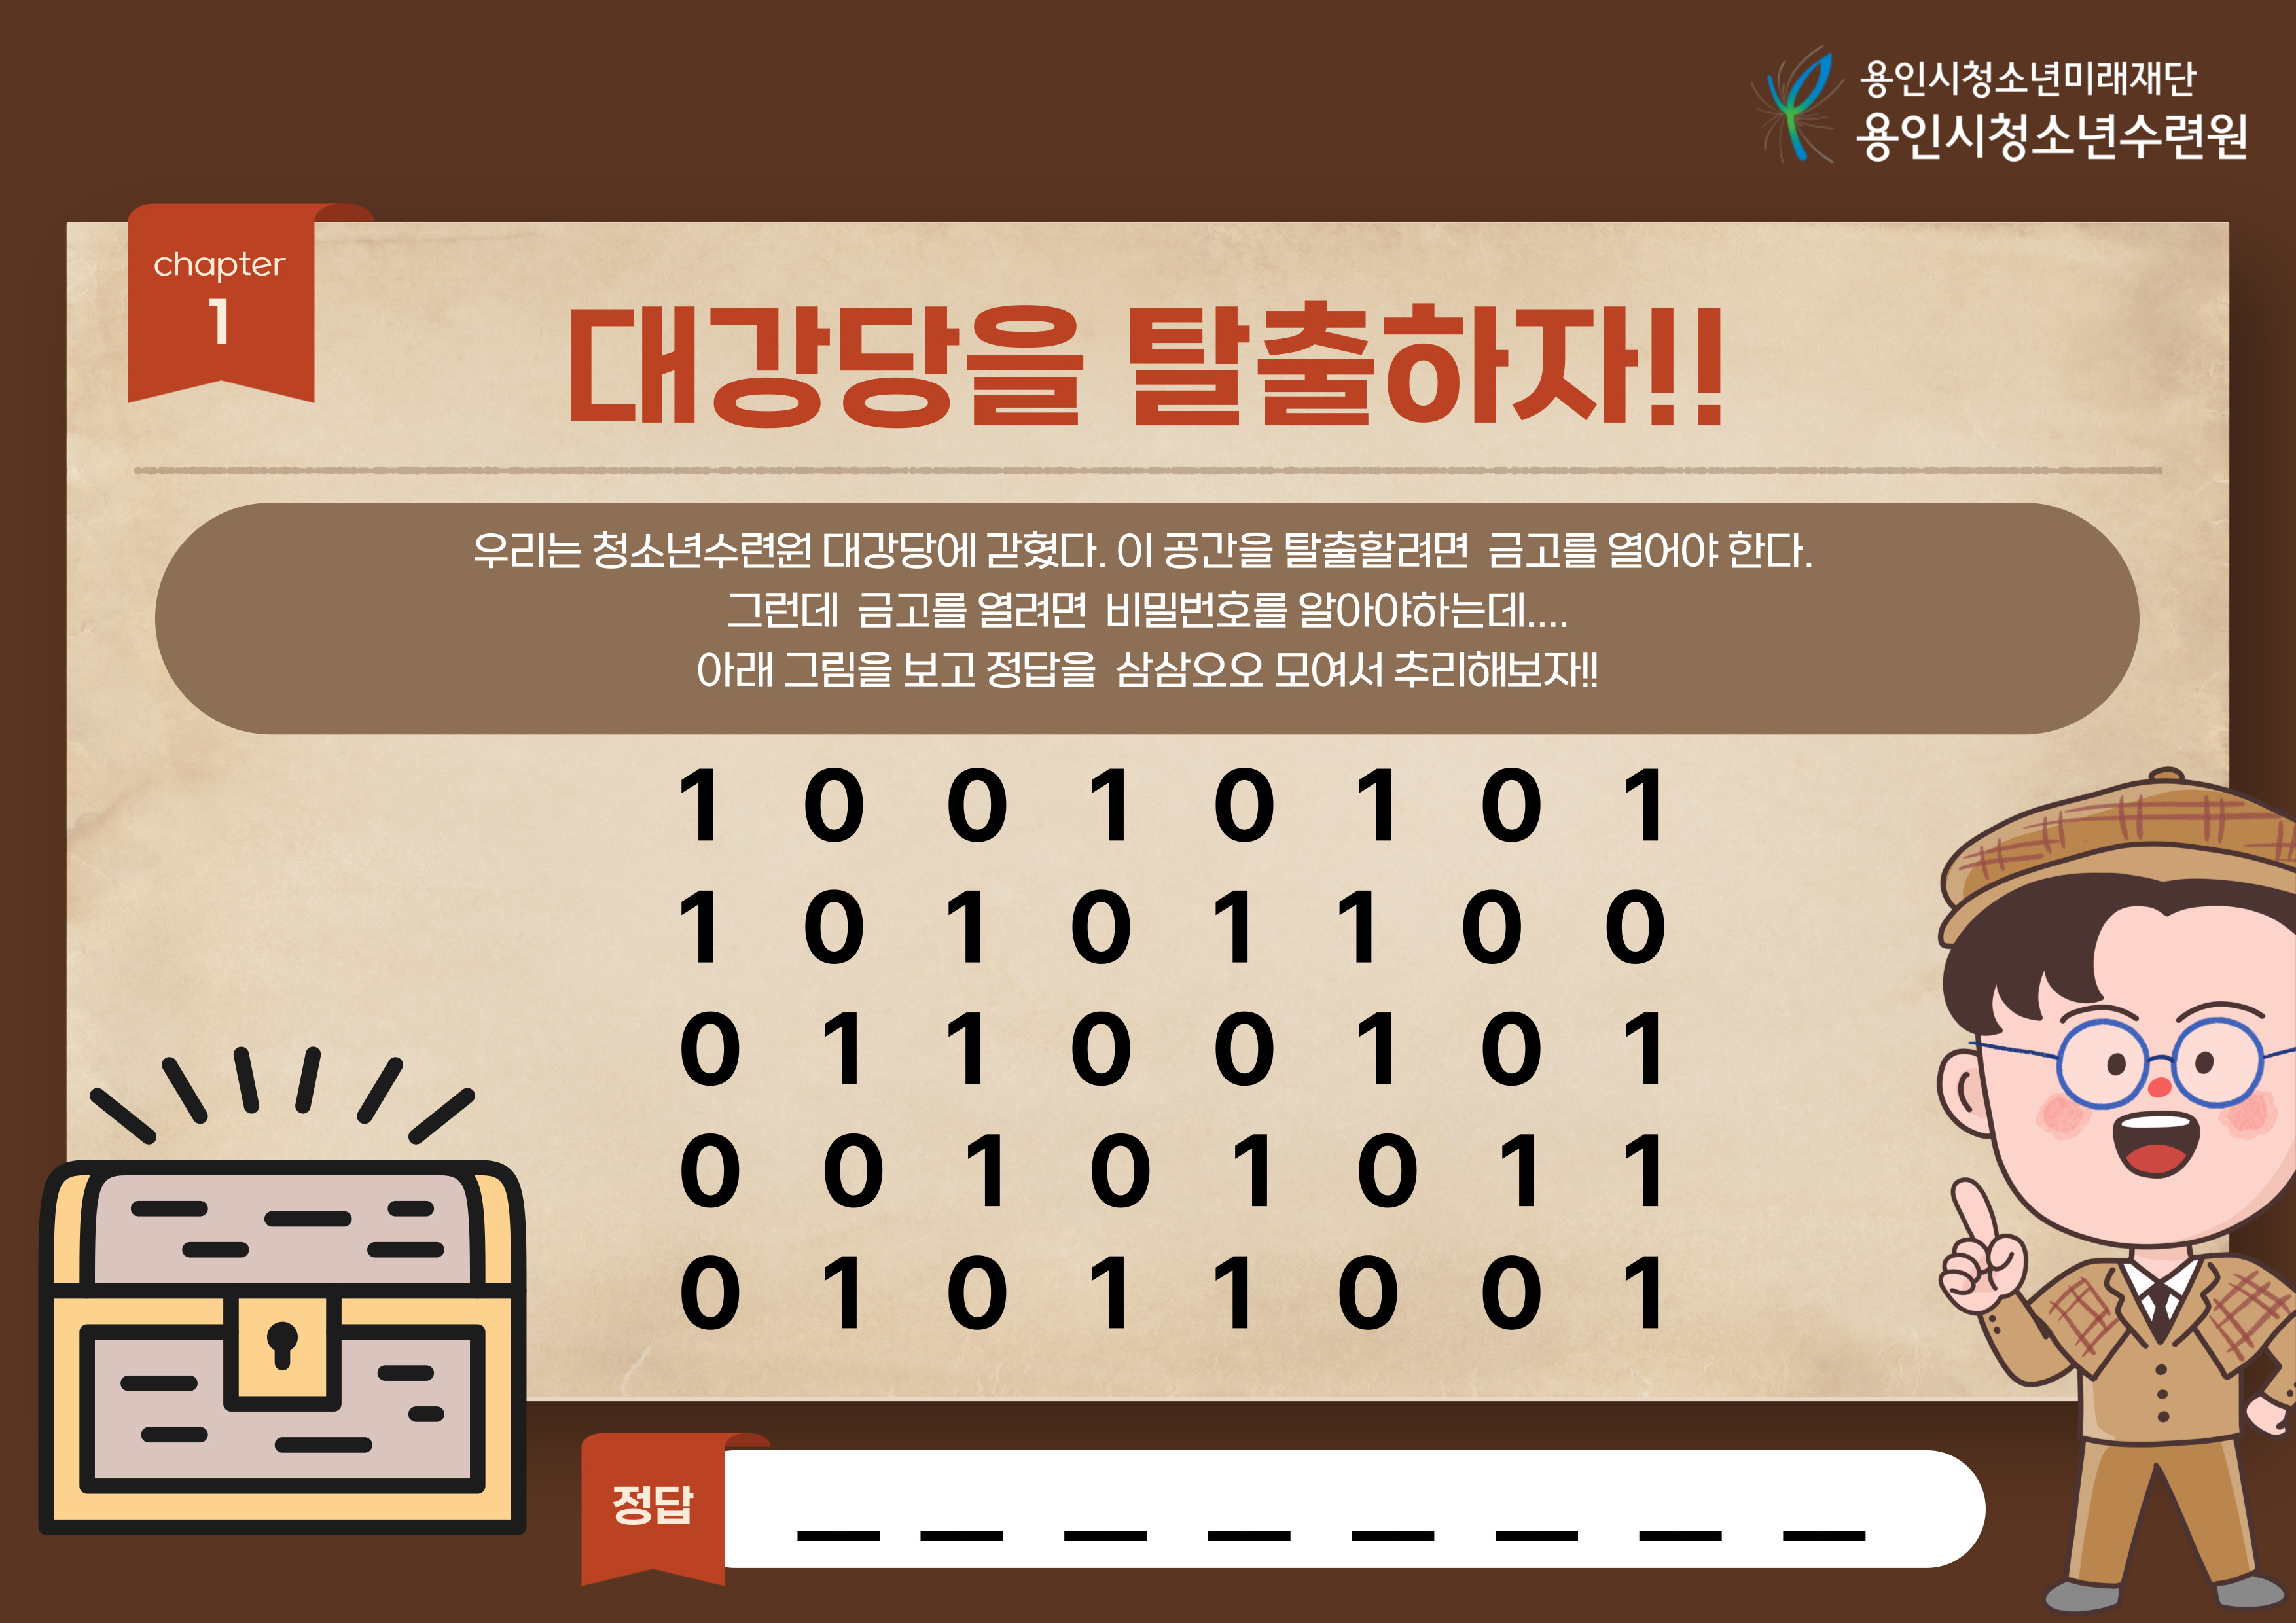 용인시청소년미래재단
용인시청소년수련원
chapter
1
대강당을 탈출하자!!
우리는 청소년수련원 대강당에 갇혔다. 이 공간을 탈출할려면 금고를 열어야 한다.
그런데 금고를 열려면 비밀번호를 알아야하는데....
아래 그림을 보고 정답을 삼삼오오 모여서 추리해보자!!
1 0 0 1 0 1 0 1
1 0 1 0 1 1 0 0
0 1 1 0 0 1 0 1
0 0 1 0 1 0 1 1
0 1 0 1 1 0 0 1
정답
_ _ _ _ _ _ _ _